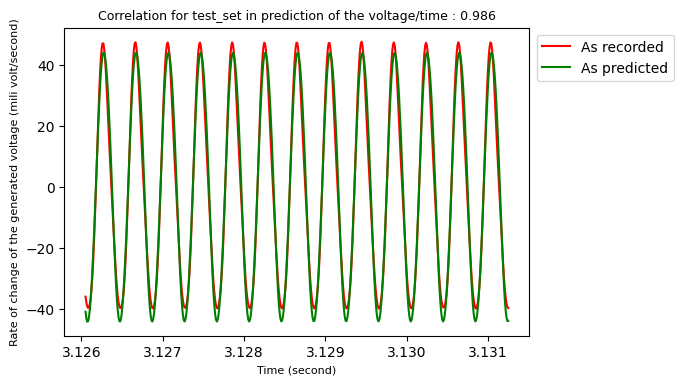 Correlation for test_set in prediction of the voltage/time : 0.986
As recorded
As predicted
Rate of change of the generated voltage (mili volt/second)
40
20
0
−20
−40
3.126 3.127 3.128 3.129 3.130 3.131
Time (second)